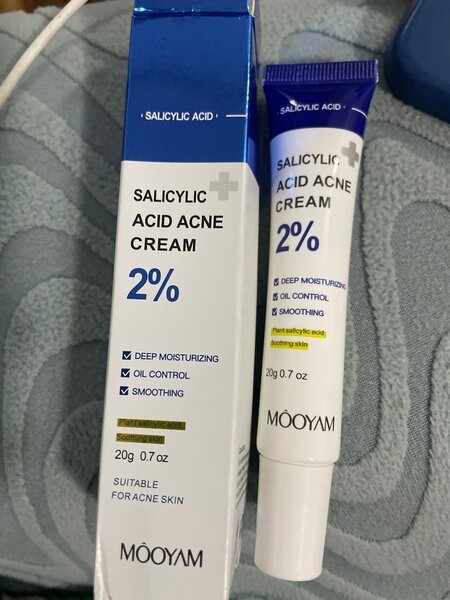 SALICYLIC ACID
SALICYLIC
ACID ACNE
CREAM
2%
DEEP MOISTURIZING
OIL CONTROL
SMOOTHING
Plant salicylic acid,
Soothing skin
20g 0.7 oz
SUITABLE
FOR ACNE SKIN
MÔOYAM
SALICYLIC ACID
SALICYLIC
ACID ACNE
CREAM
2%
DEEP MOISTURIZING
OIL CONTROL
SMOOTHING
Plant salicylic acid
Soothing skin
20g 0.7 oz
MÔOYAM